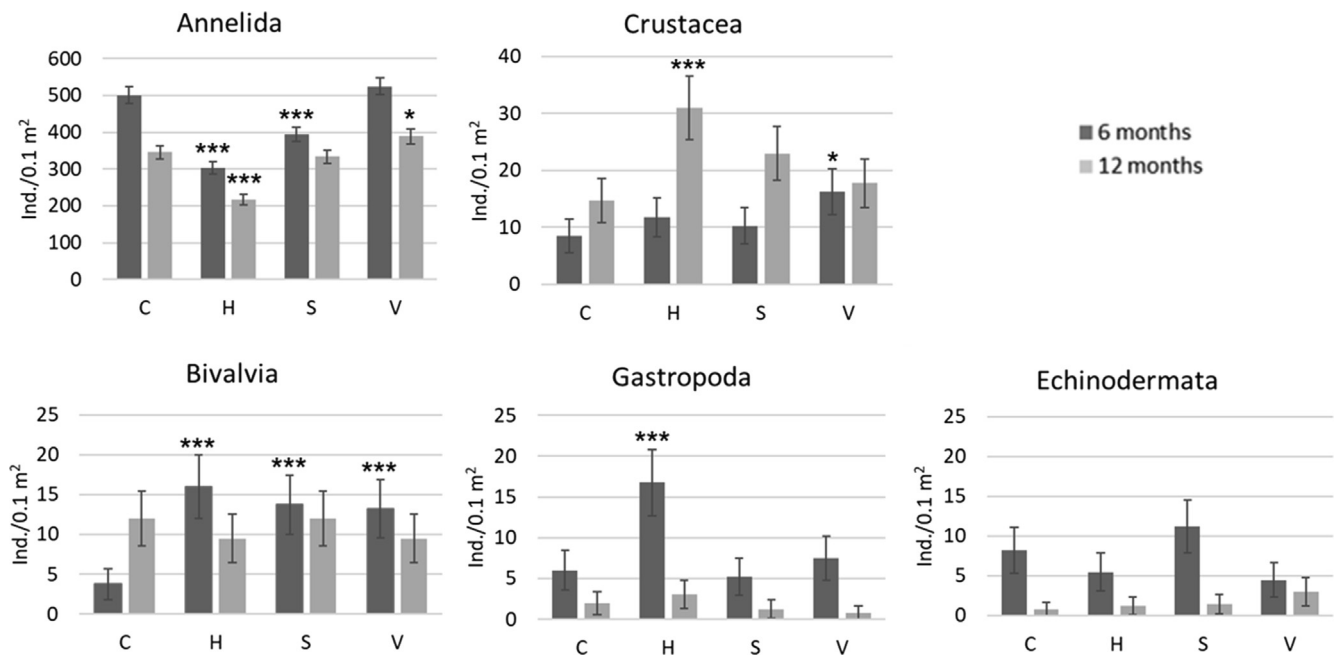 Annelida
Ind./0.1 m²
600
500
400
300
200
100
0
***
***
***
*
C H S V
Crustacea
Ind./0.1 m²
40
30
20
10
0
***
*
C H S V
6 months
12 months
Bivalvia
Ind./0.1 m²
25
20
15
10
5
0
*** *** ***
C H S V
Gastropoda
Ind./0.1 m²
25
20
15
10
5
0
***
C H S V
Echinodermata
Ind./0.1 m²
25
20
15
10
5
0
C H S V